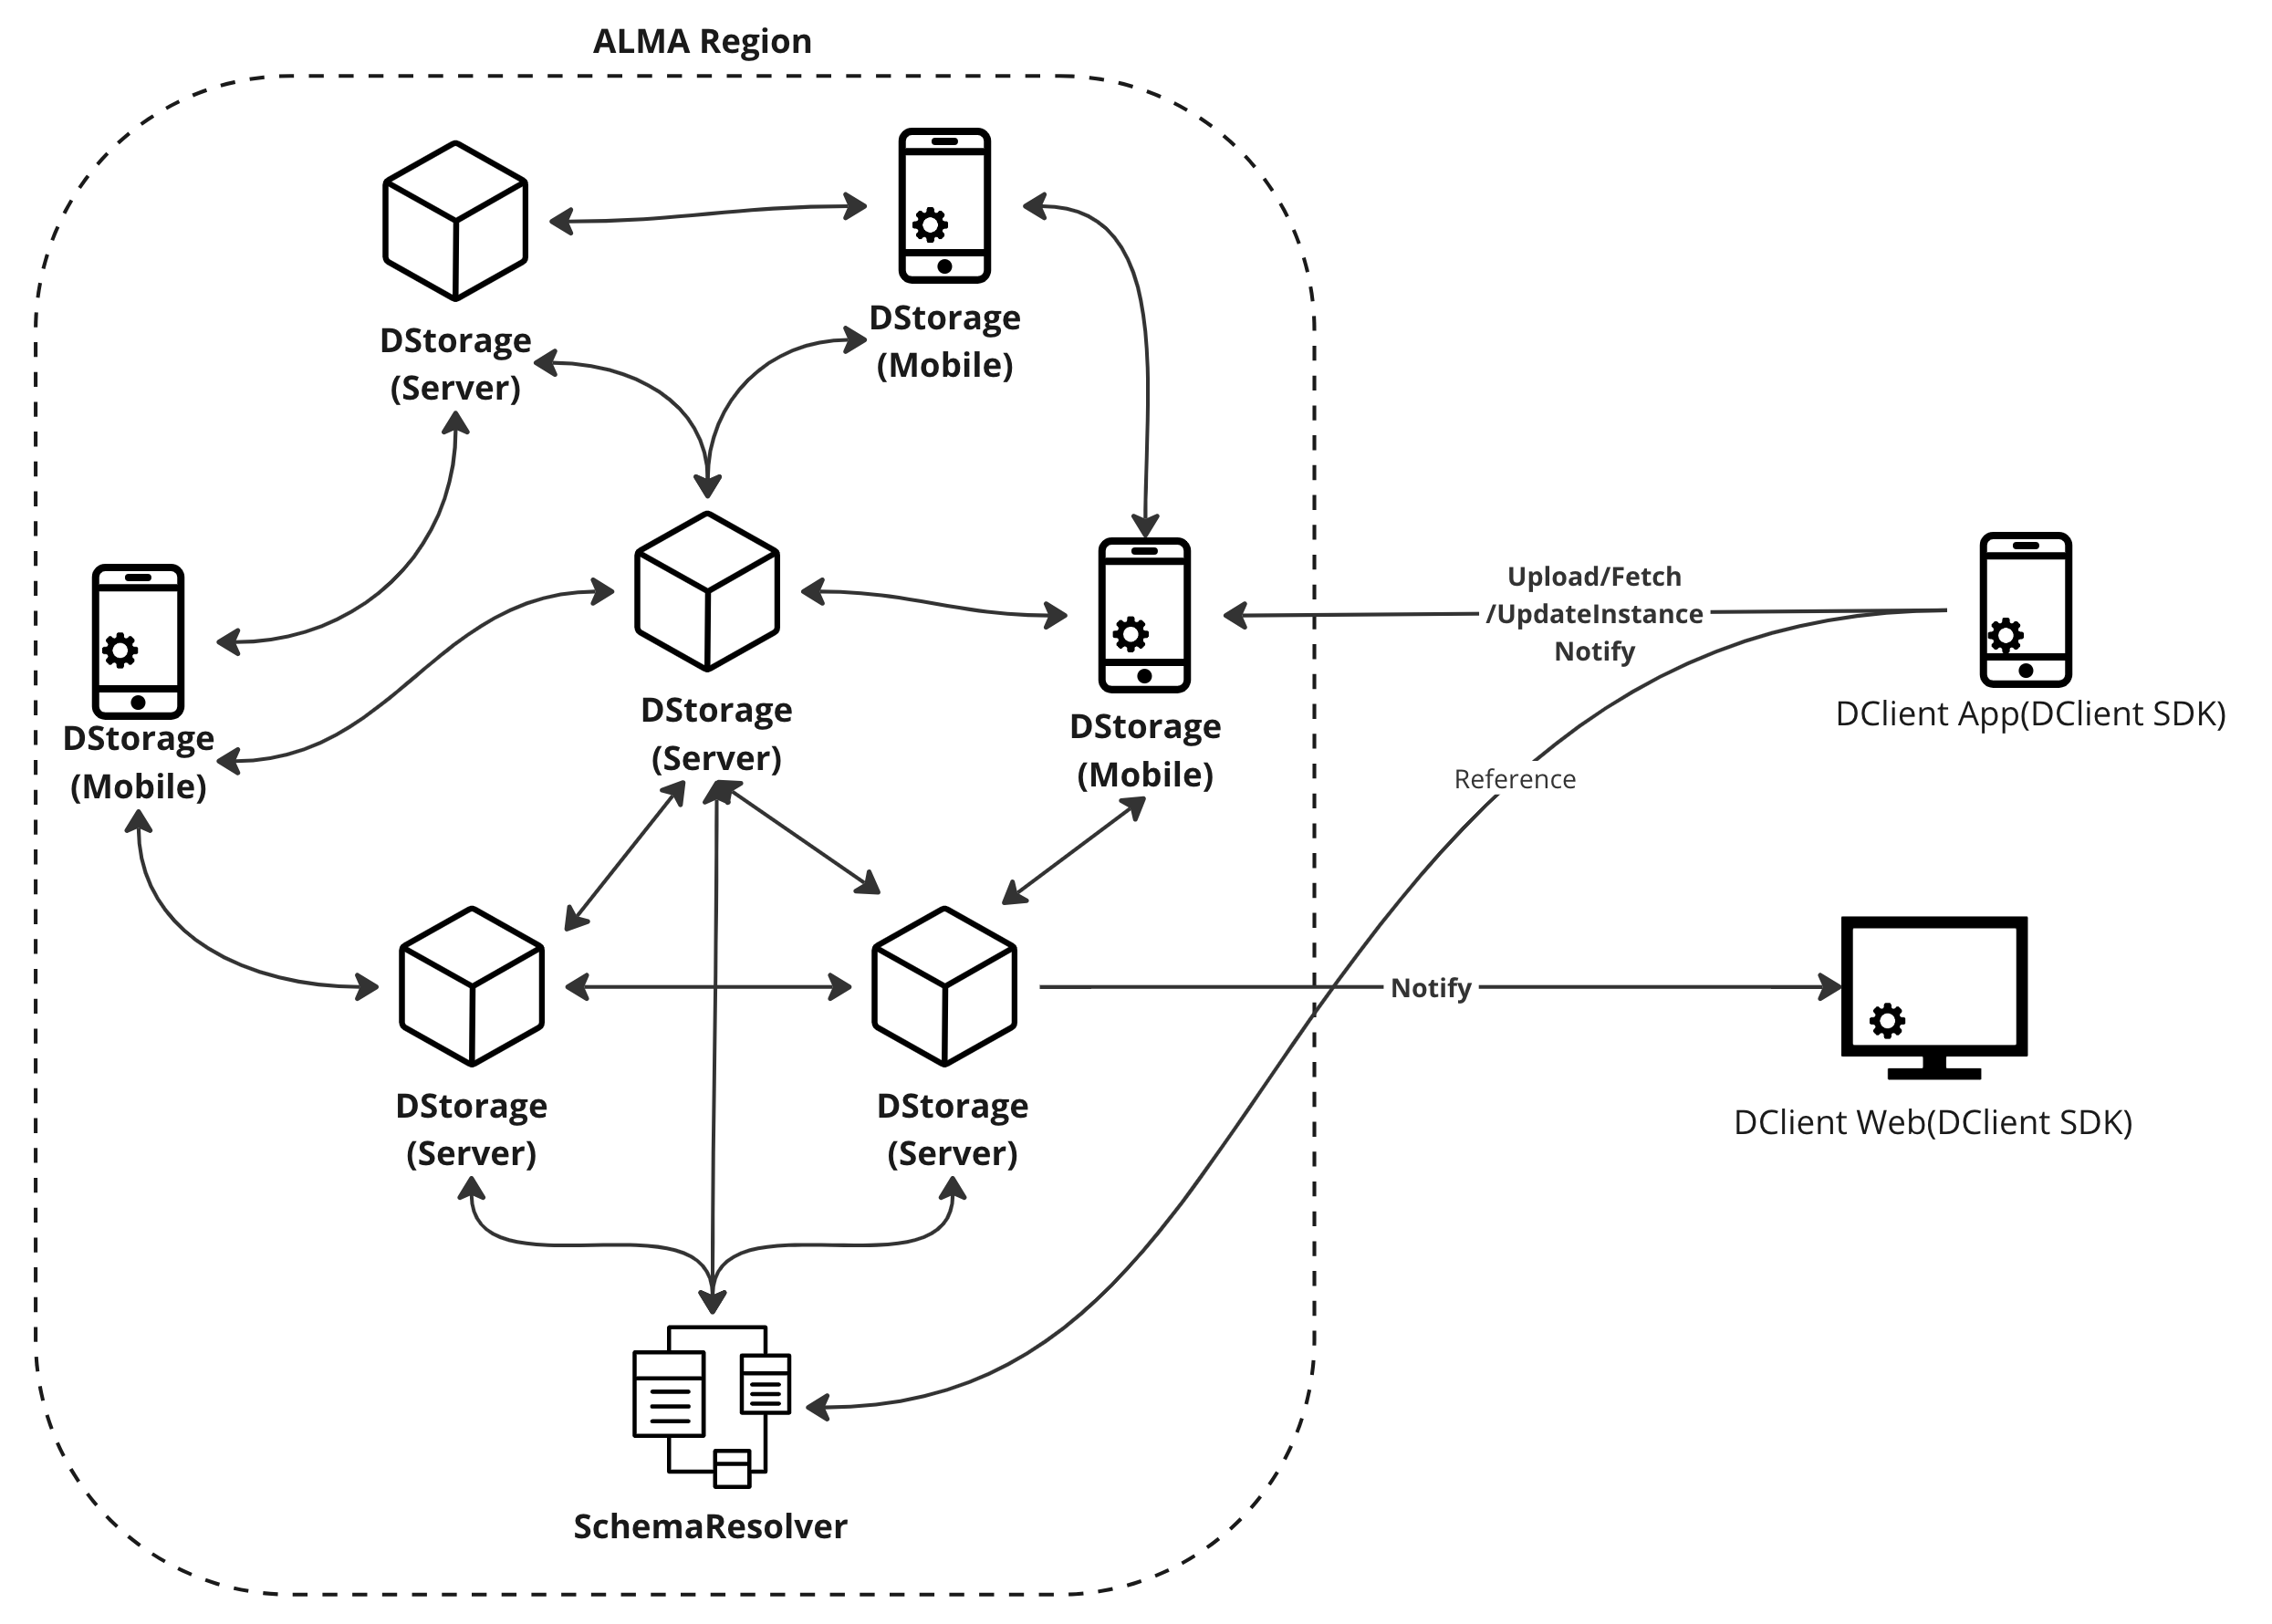 ALMA Region
DStorage
(Server)
DStorage
(Mobile)
DStorage
(Mobile)
DStorage
(Server)
DStorage
(Mobile)
Upload/Fetch
/UpdateInstance
Notify
DClient App(DClient SDK)
Reference
DStorage
(Server)
DStorage
(Server)
Notify
DClient Web(DClient SDK)
SchemaResolver